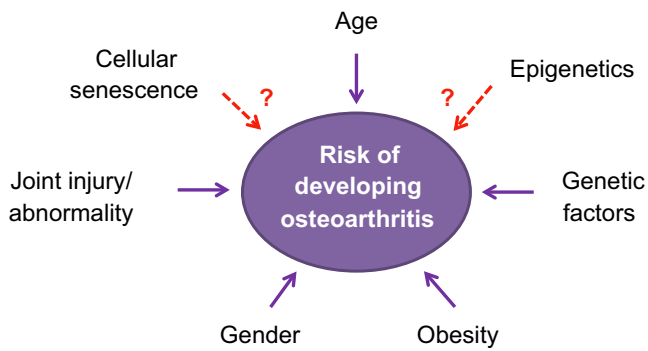 Age
Cellular
senescence
?
?
Epigenetics
Joint injury/
abnormality
Risk of
developing
osteoarthritis
Genetic
factors
Gender
Obesity